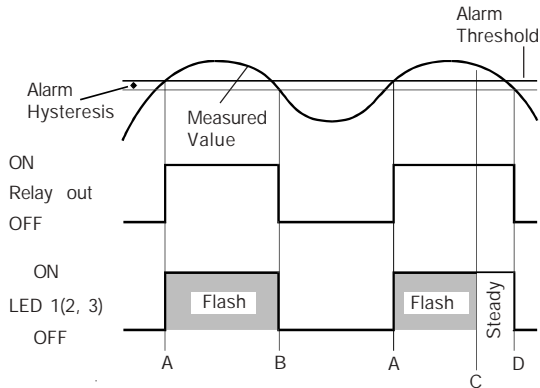 Alarm
Threshold
Alarm
Hysteresis
Measured
Value
ON
Relay out
OFF
ON
LED 1(2, 3)
OFF
Flash
Flash
Steady
A
B
A
C
D